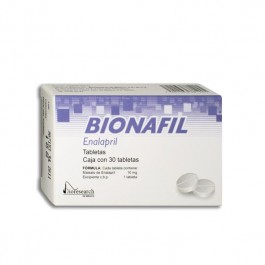 BIONAFIL
Enalapril
Tabletas
Caja con 30 tabletas
FÓRMULA: Cada tableta contiene:
Maleato de Enalapril 10 mg
Excipiente c.b.p. 1 tableta